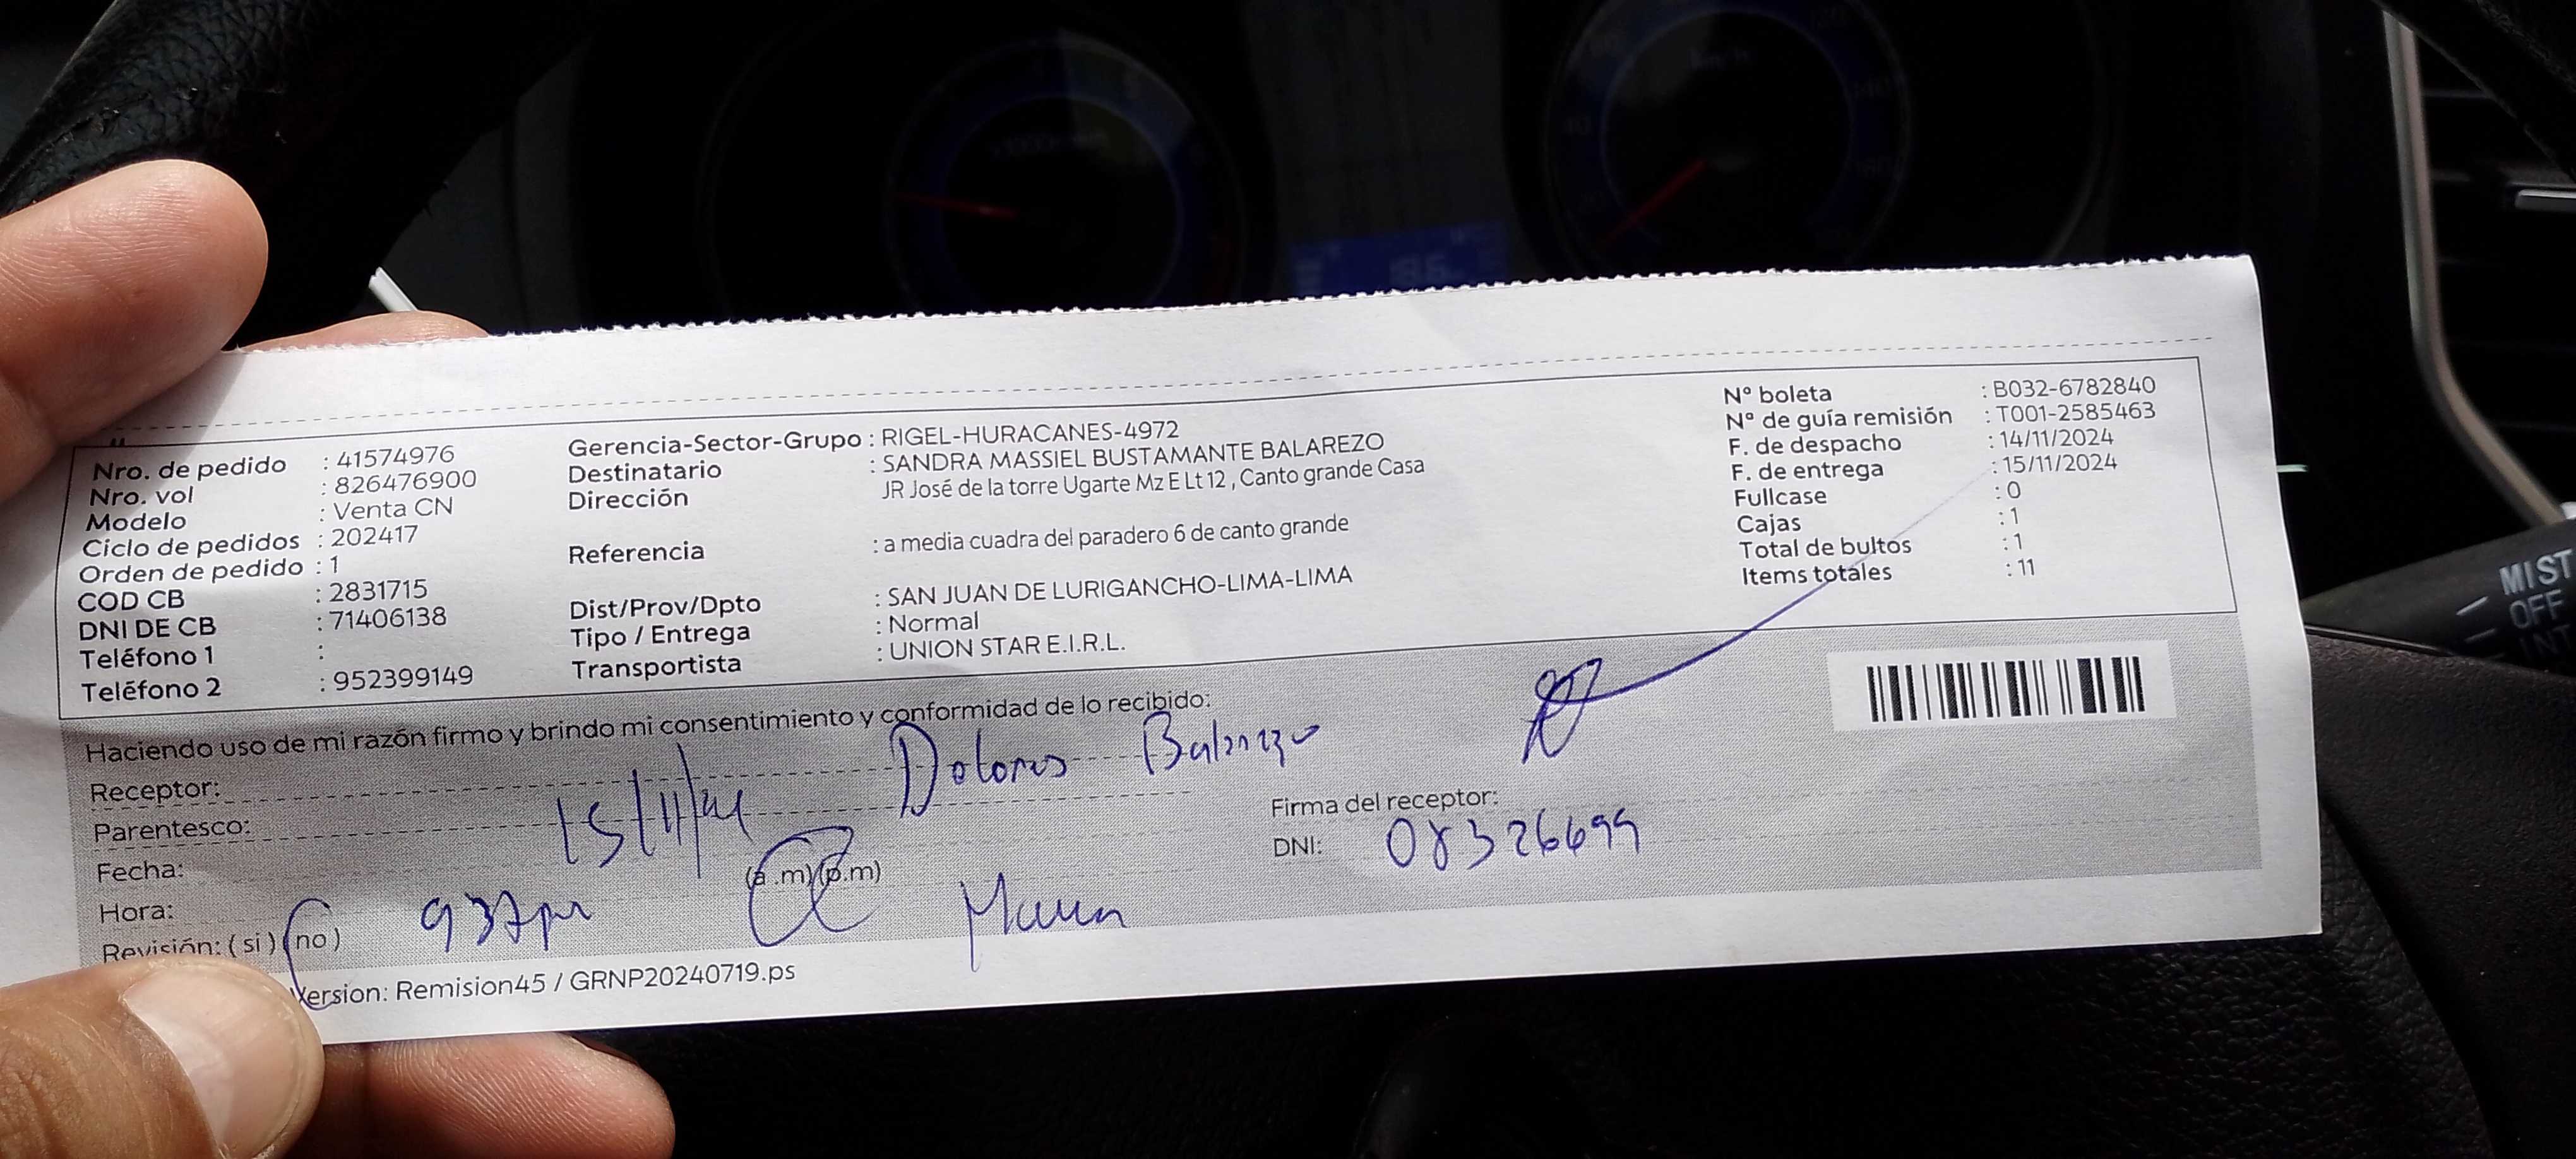 Nro. de pedido : 41574976
Nro. vol : 826476900
Modelo : Venta CN
Ciclo de pedidos : 202417
Orden de pedido : 1
COD CB : 2831715
DNI DE CB : 71406138
Teléfono 1 :
Teléfono 2 : 952399149
Gerencia-Sector-Grupo : RIGEL-HURACANES-4972
Destinatario : SANDRA MASSIEL BUSTAMANTE BALAREZO
Dirección JR José de la torre Ugarte Mz E Lt 12 , Canto grande Casa
Referencia : a media cuadra del paradero 6 de canto grande
Dist/Prov/Dpto : SAN JUAN DE LURIGANCHO-LIMA-LIMA
Tipo / Entrega : Normal
Transportista : UNION STAR E.I.R.L.
Nº boleta : B032-6782840
Nº de guía remisión : T001-2585463
F. de despacho : 14/11/2024
F. de entrega : 15/11/2024
Fullcase : 0
Cajas : 1
Total de bultos : 1
Items totales : 11
Haciendo uso de mi razón firmo y brindo mi consentimiento y conformidad de lo recibido:
Receptor: Dolores Balarezo
Parentesco:
Fecha: 15/11/24
Hora: (a .m)(p.m)
Revisión: ( si ) ( no )
Firma del receptor:
DNI: 08326699
Version: Remision45 / GRNP20240719.ps
MIST
OFF
INT